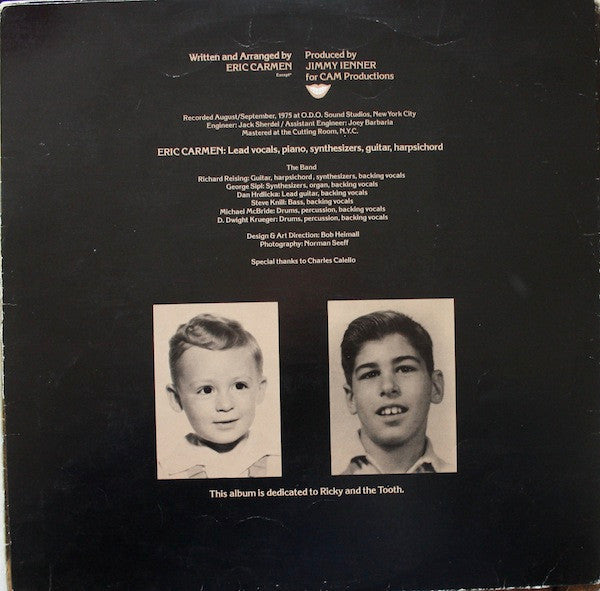 Written and Arranged by
ERIC CARMEN
Except*
Produced by
JIMMY IENNER
for CAM Productions
Recorded August/September, 1975 at O.D.O. Sound Studios, New York City
Engineer: Jack Sherdel / Assistant Engineer: Joey Barbaria
Mastered at the Cutting Room, N.Y.C.
ERIC CARMEN: Lead vocals, piano, synthesizers, guitar, harpsichord
The Band
Richard Reising: Guitar, harpsichord, synthesizers, backing vocals
George Sipl: Synthesizers, organ, backing vocals
Dan Hrdlicka: Lead guitar, backing vocals
Steve Knill: Bass, backing vocals
Michael McBride: Drums, percussion, backing vocals
D. Dwight Krueger: Drums, percussion, backing vocals
Design & Art Direction: Bob Heimall
Photography: Norman Seeff
Special thanks to Charles Calello
This album is dedicated to Ricky and the Tooth.